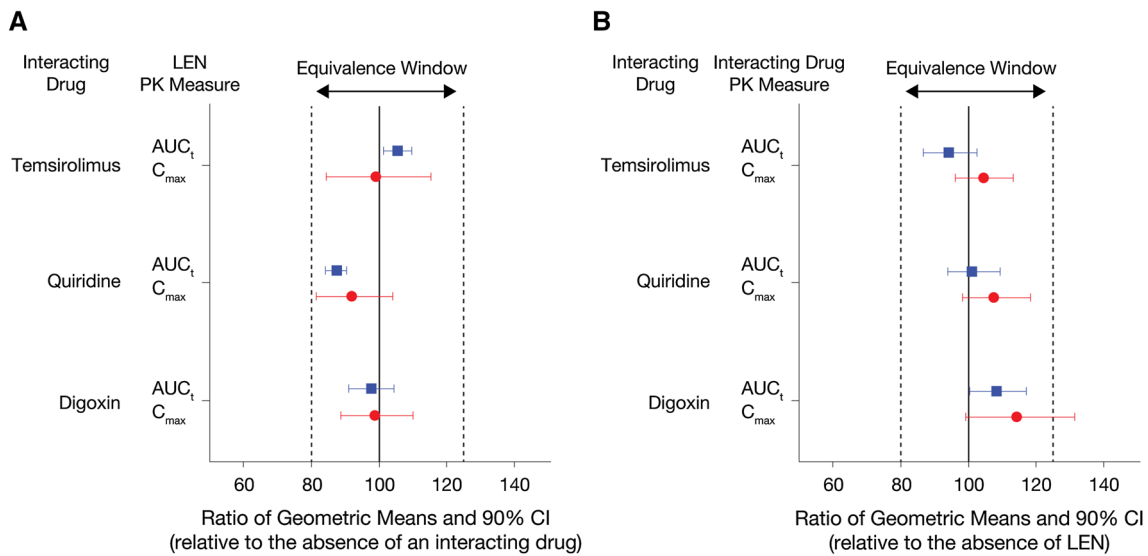 A
Interacting
Drug
LEN
PK Measure
Equivalence Window
Temsirolimus
AUCt
Cmax
Quiridine
AUCt
Cmax
Digoxin
AUCt
Cmax
60 80 100 120 140
Ratio of Geometric Means and 90% CI
(relative to the absence of an interacting drug)
B
Interacting
Drug
Interacting Drug
PK Measure
Equivalence Window
Temsirolimus
AUCt
Cmax
Quiridine
AUCt
Cmax
Digoxin
AUCt
Cmax
60 80 100 120 140
Ratio of Geometric Means and 90% CI
(relative to the absence of LEN)